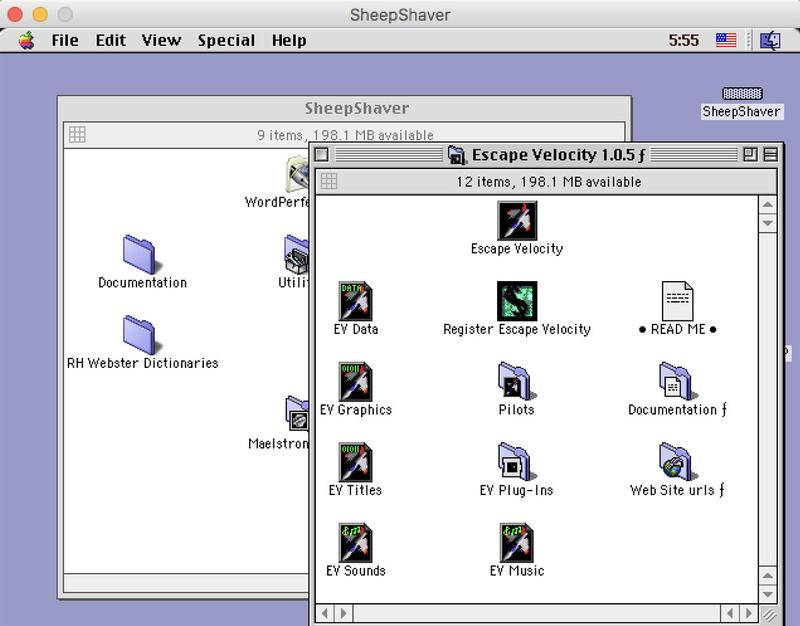 SheepShaver
File Edit View Special Help 5:55
SheepShaver
SheepShaver
9 items, 198.1 MB available
WordPerfe
Documentation
Utili
RH Webster Dictionaries
Maelstron
Escape Velocity 1.0.5 ƒ
12 items, 198.1 MB available
Escape Velocity
DATA
EV Data
Register Escape Velocity
• READ ME •
EV Graphics
Pilots
Documentation ƒ
EV Titles
EV Plug-Ins
Web Site urls ƒ
EV Sounds
EV Music